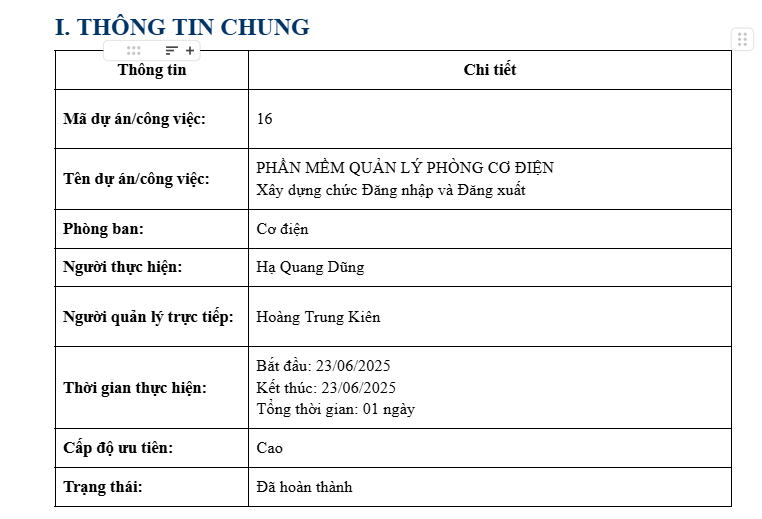 I. THÔNG TIN CHUNG
Thông tin
Chi tiết
Mã dự án/công việc:
16
Tên dự án/công việc:
PHẦN MỀM QUẢN LÝ PHÒNG CƠ ĐIỆN
Xây dựng chức Đăng nhập và Đăng xuất
Phòng ban:
Cơ điện
Người thực hiện:
Hạ Quang Dũng
Người quản lý trực tiếp:
Hoàng Trung Kiên
Thời gian thực hiện:
Bắt đầu: 23/06/2025
Kết thúc: 23/06/2025
Tổng thời gian: 01 ngày
Cấp độ ưu tiên:
Cao
Trạng thái:
Đã hoàn thành